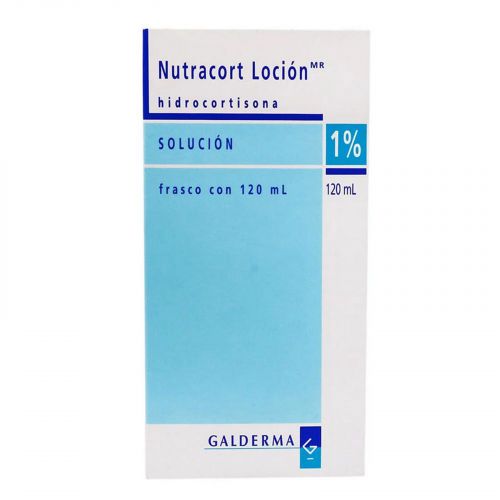 Nutracort Loción MR
hidrocortisona
SOLUCIÓN
1%
frasco con 120 mL
120 mL
GALDERMA
G